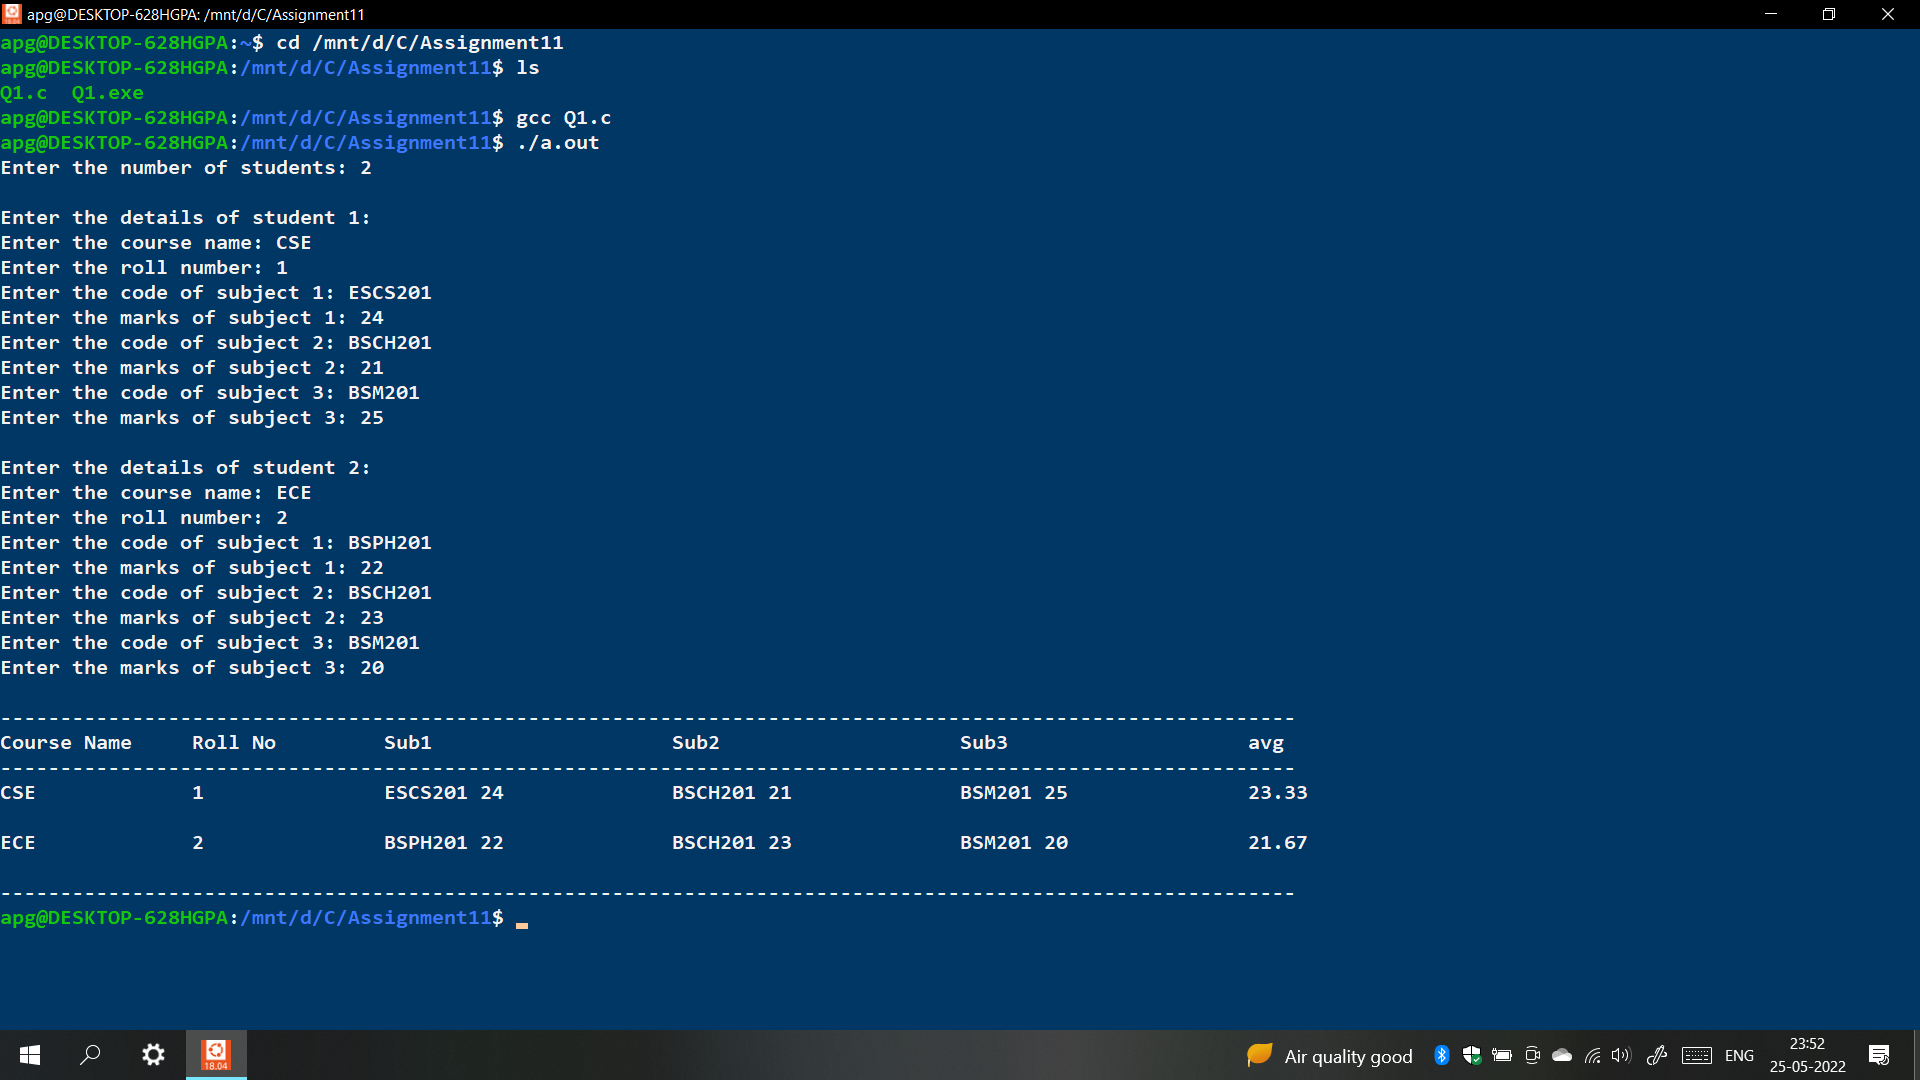 apg@DESKTOP-628HGPA: /mnt/d/C/Assignment11
apg@DESKTOP-628HGPA:~$ cd /mnt/d/C/Assignment11
apg@DESKTOP-628HGPA:/mnt/d/C/Assignment11$ ls
Q1.c  Q1.exe
apg@DESKTOP-628HGPA:/mnt/d/C/Assignment11$ gcc Q1.c
apg@DESKTOP-628HGPA:/mnt/d/C/Assignment11$ ./a.out
Enter the number of students: 2
Enter the details of student 1:
Enter the course name: CSE
Enter the roll number: 1
Enter the code of subject 1: ESCS201
Enter the marks of subject 1: 24
Enter the code of subject 2: BSCH201
Enter the marks of subject 2: 21
Enter the code of subject 3: BSM201
Enter the marks of subject 3: 25
Enter the details of student 2:
Enter the course name: ECE
Enter the roll number: 2
Enter the code of subject 1: BSPH201
Enter the marks of subject 1: 22
Enter the code of subject 2: BSCH201
Enter the marks of subject 2: 23
Enter the code of subject 3: BSM201
Enter the marks of subject 3: 20
------------------------------------------------------------------------------------------------------------
Course Name     Roll No         Sub1                    Sub2                    Sub3                    avg
------------------------------------------------------------------------------------------------------------
CSE             1               ESCS201 24              BSCH201 21              BSM201 25               23.33
ECE             2               BSPH201 22              BSCH201 23              BSM201 20               21.67
------------------------------------------------------------------------------------------------------------
apg@DESKTOP-628HGPA:/mnt/d/C/Assignment11$
18.04
Air quality good
ENG
23:52
25-05-2022